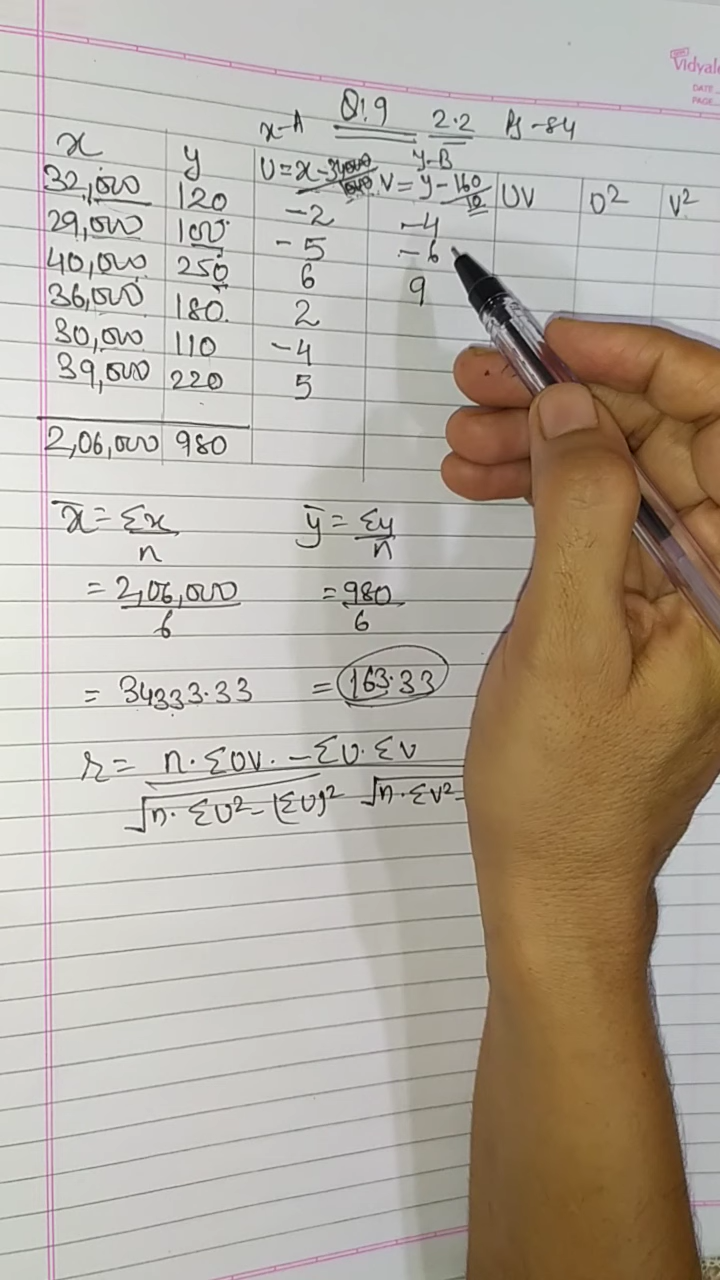 Vidyal
DATE
PAGE
Q.9 2.2 Pg-84
x-A y-B
x y U=x-34000/1000 V=y-160/10 UV U² V²
32,000 120 -2 -4
29,000 100 -5 -6
40,000 250 6 9
36,000 180 2
30,000 110 -4
39,000 220 5
2,06,000 980
x̄=Σx/n ȳ=Σy/n
=2,06,000/6 =980/6
= 34333.33 = 163.33
r = n.ΣUV.-ΣU.ΣV
√n.ΣU²-(ΣU)² √n.ΣV²-